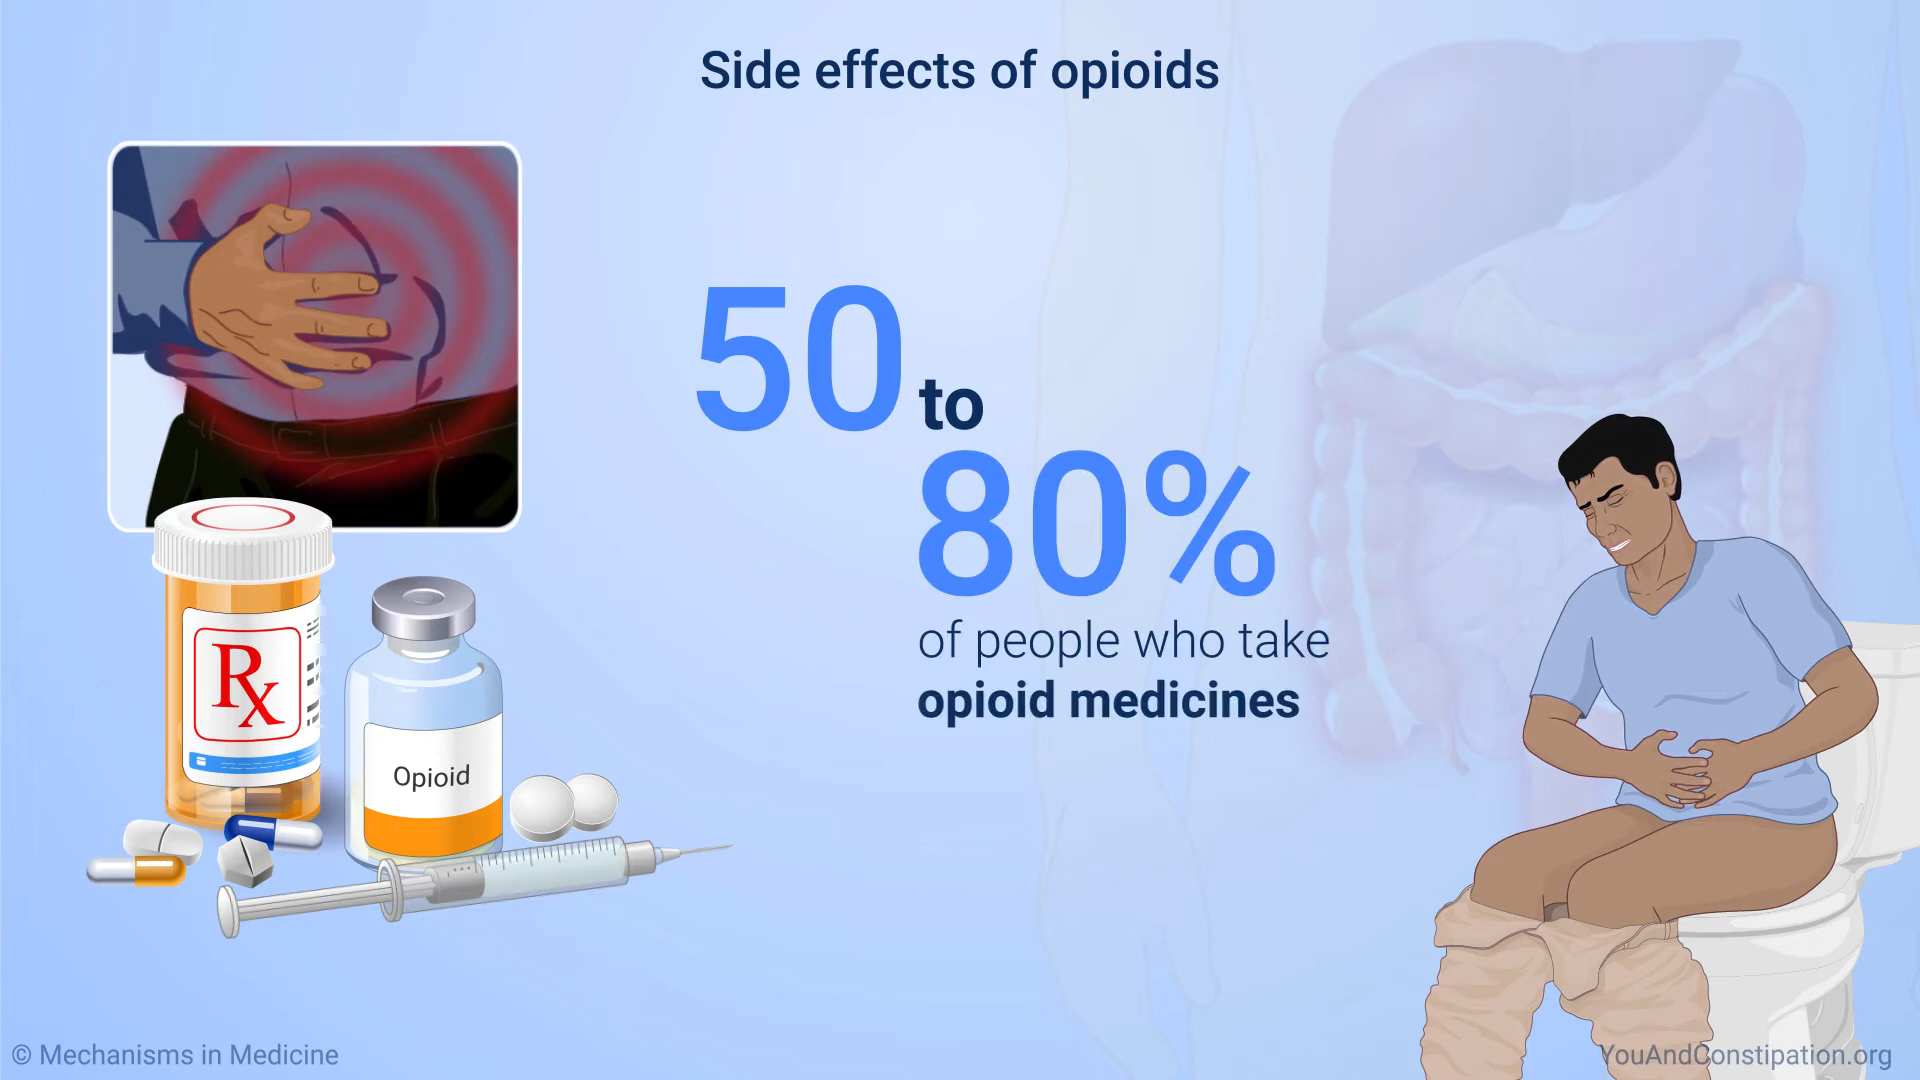 Side effects of opioids
50 to
80%
of people who take
opioid medicines
Rx
Opioid
© Mechanisms in Medicine
YouAndConstipation.org